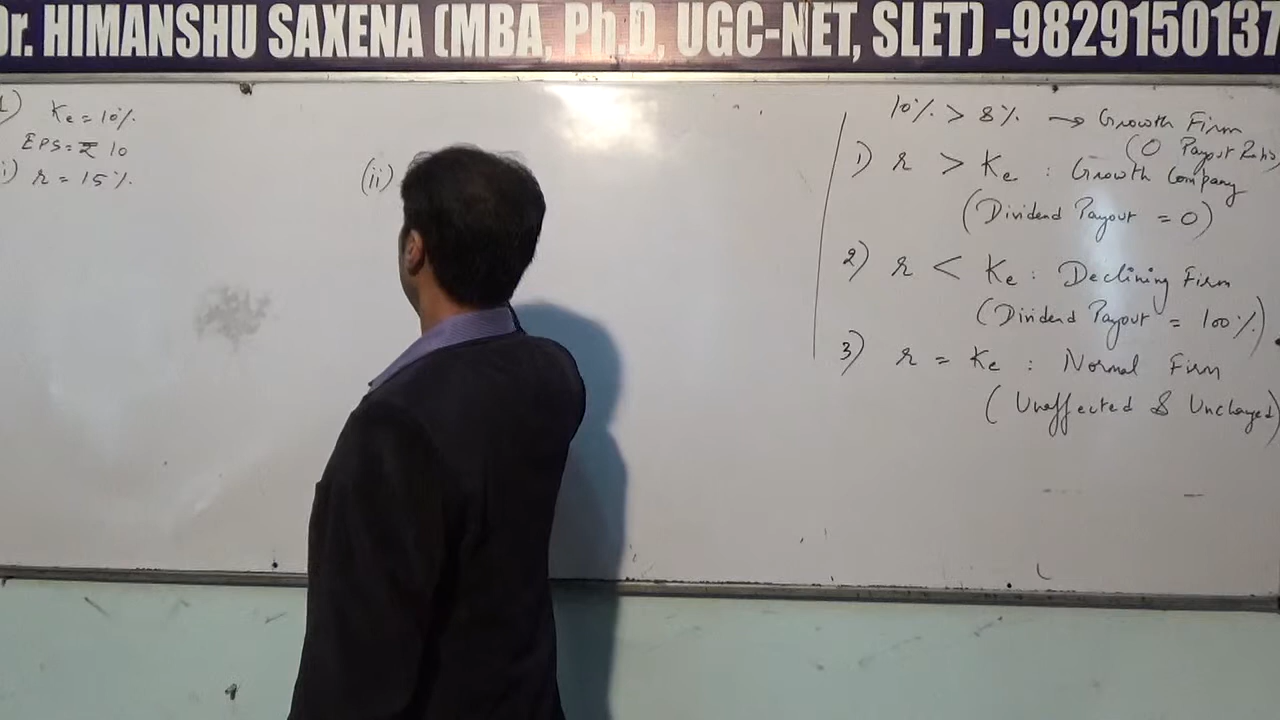 Dr. HIMANSHU SAXENA (MBA, Ph.D, UGC-NET, SLET) -9829150137
Ke = 10%
EPS = ₹ 10
i) r = 15%
(ii)
10% > 8% → Growth Firm
(0 Payout Ratio)
1) r > Ke : Growth Company
(Dividend Payout = 0)
2) r < Ke : Declining Firm
(Dividend Payout = 100%)
3) r = Ke : Normal Firm
(Unaffected & Unchanged)